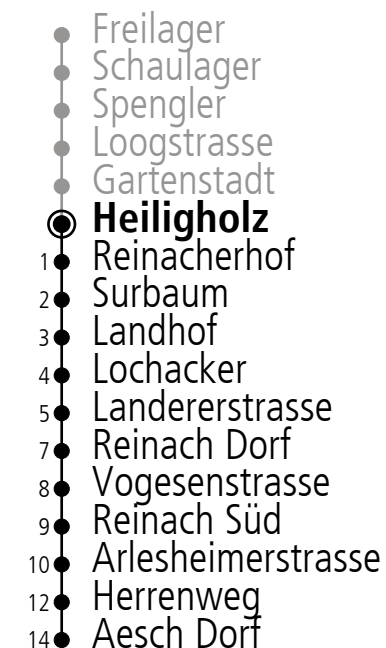 Freilager
Schaulager
Spengler
Loogstrasse
Gartenstadt
Heiligholz
1 Reinacherhof
2 Surbaum
3 Landhof
4 Lochacker
5 Landererstrasse
7 Reinach Dorf
8 Vogesenstrasse
9 Reinach Süd
10 Arlesheimerstrasse
12 Herrenweg
14 Aesch Dorf